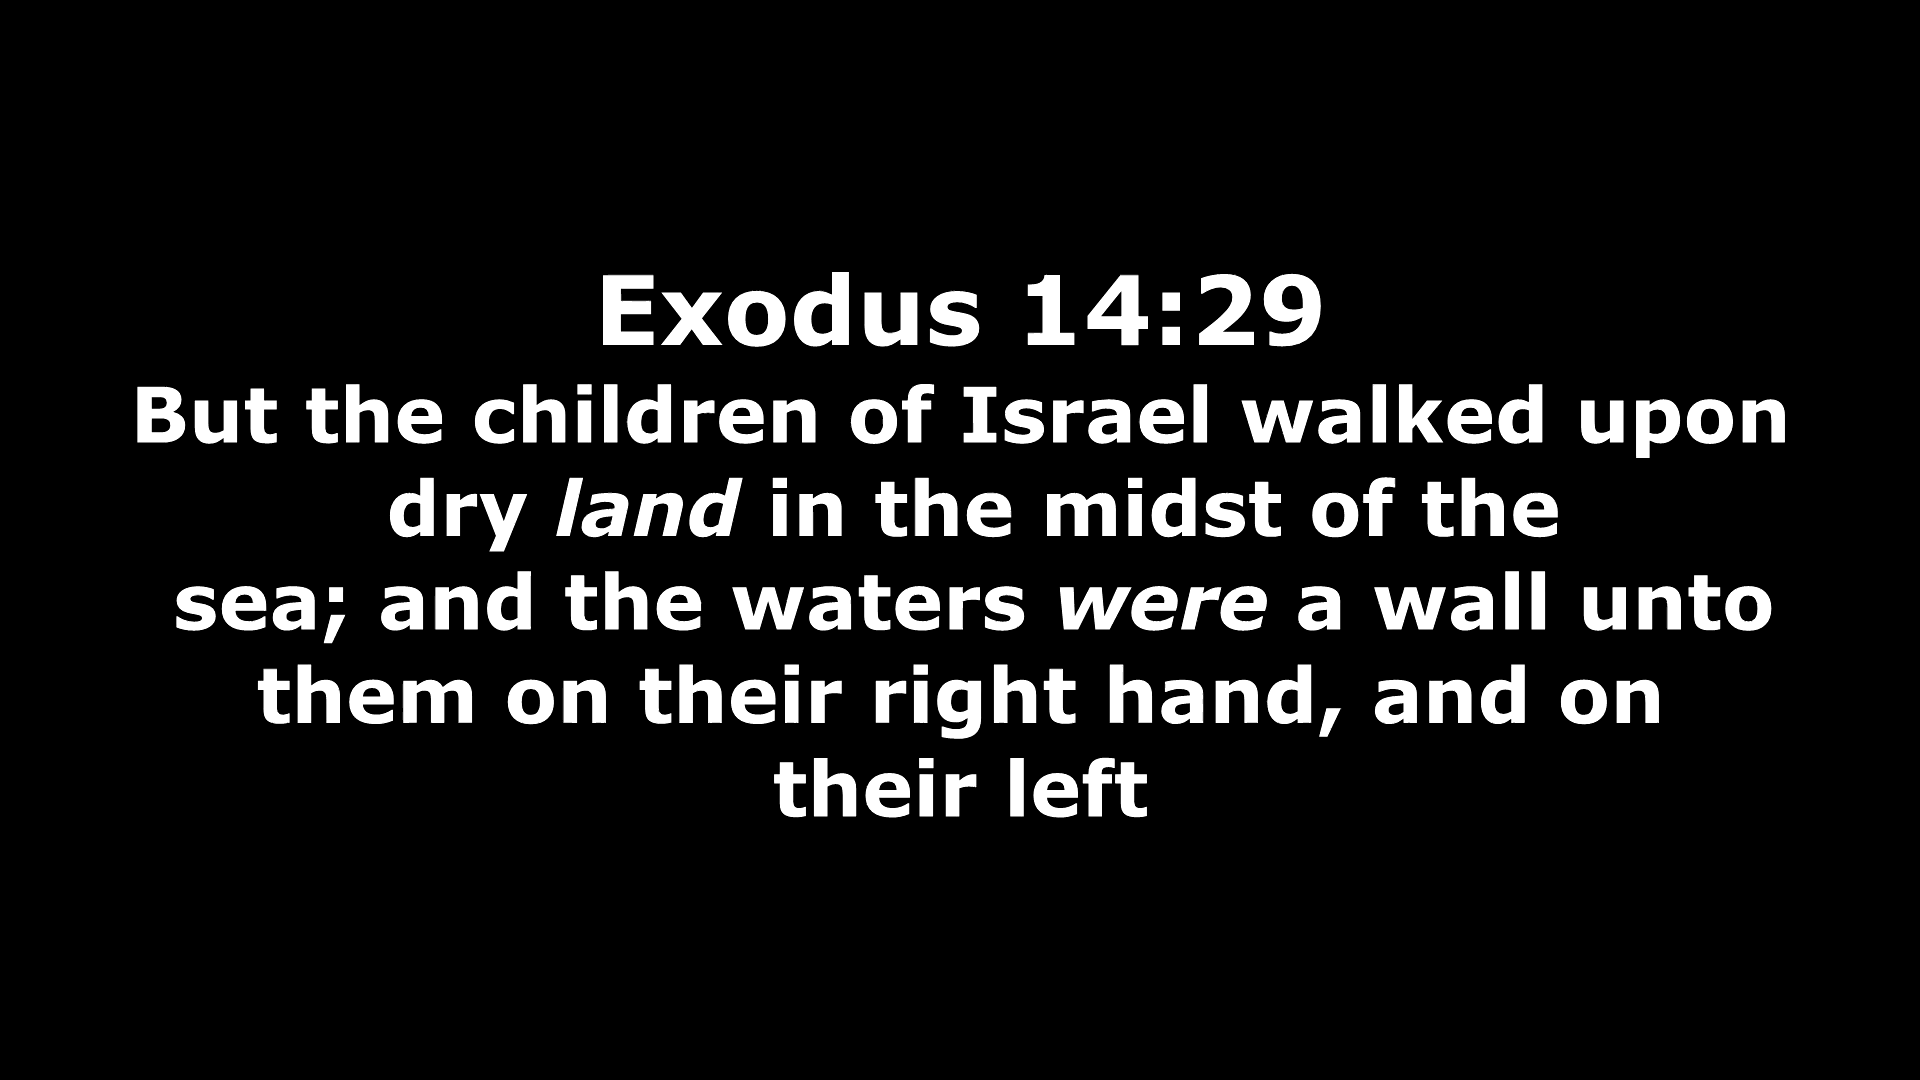 Exodus 14:29
But the children of Israel walked upon
dry land in the midst of the
sea; and the waters were a wall unto
them on their right hand, and on
their left